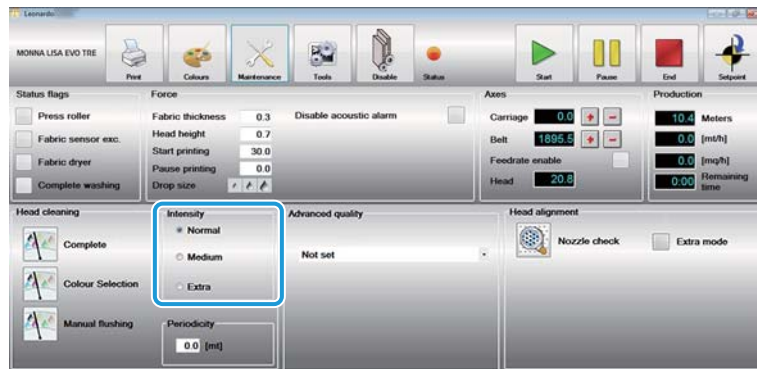 Leonardo
MONNA LISA EVO TRE
Print
Colours
Maintenance
Tools
Disable
Status
Start
Pause
End
Setpoint
Status flags
Press roller
Fabric sensor exc.
Fabric dryer
Complete washing
Force
Fabric thickness 0.3
Head height 0.7
Start printing 30.0
Pause printing 0.0
Drop size
Disable acoustic alarm
Axes
Carriage 0.0 + -
Belt 1895.5 + -
Feedrate enable
Head 20.8
Production
10.4 Meters
0.0 [mt/h]
0.0 [mq/h]
0:00 Remaining
time
Head cleaning
Complete
Colour Selection
Manual flushing
Intensity
Normal
Medium
Extra
Periodicity
0.0 [mt]
Advanced quality
Not set
Head alignment
Nozzle check
Extra mode